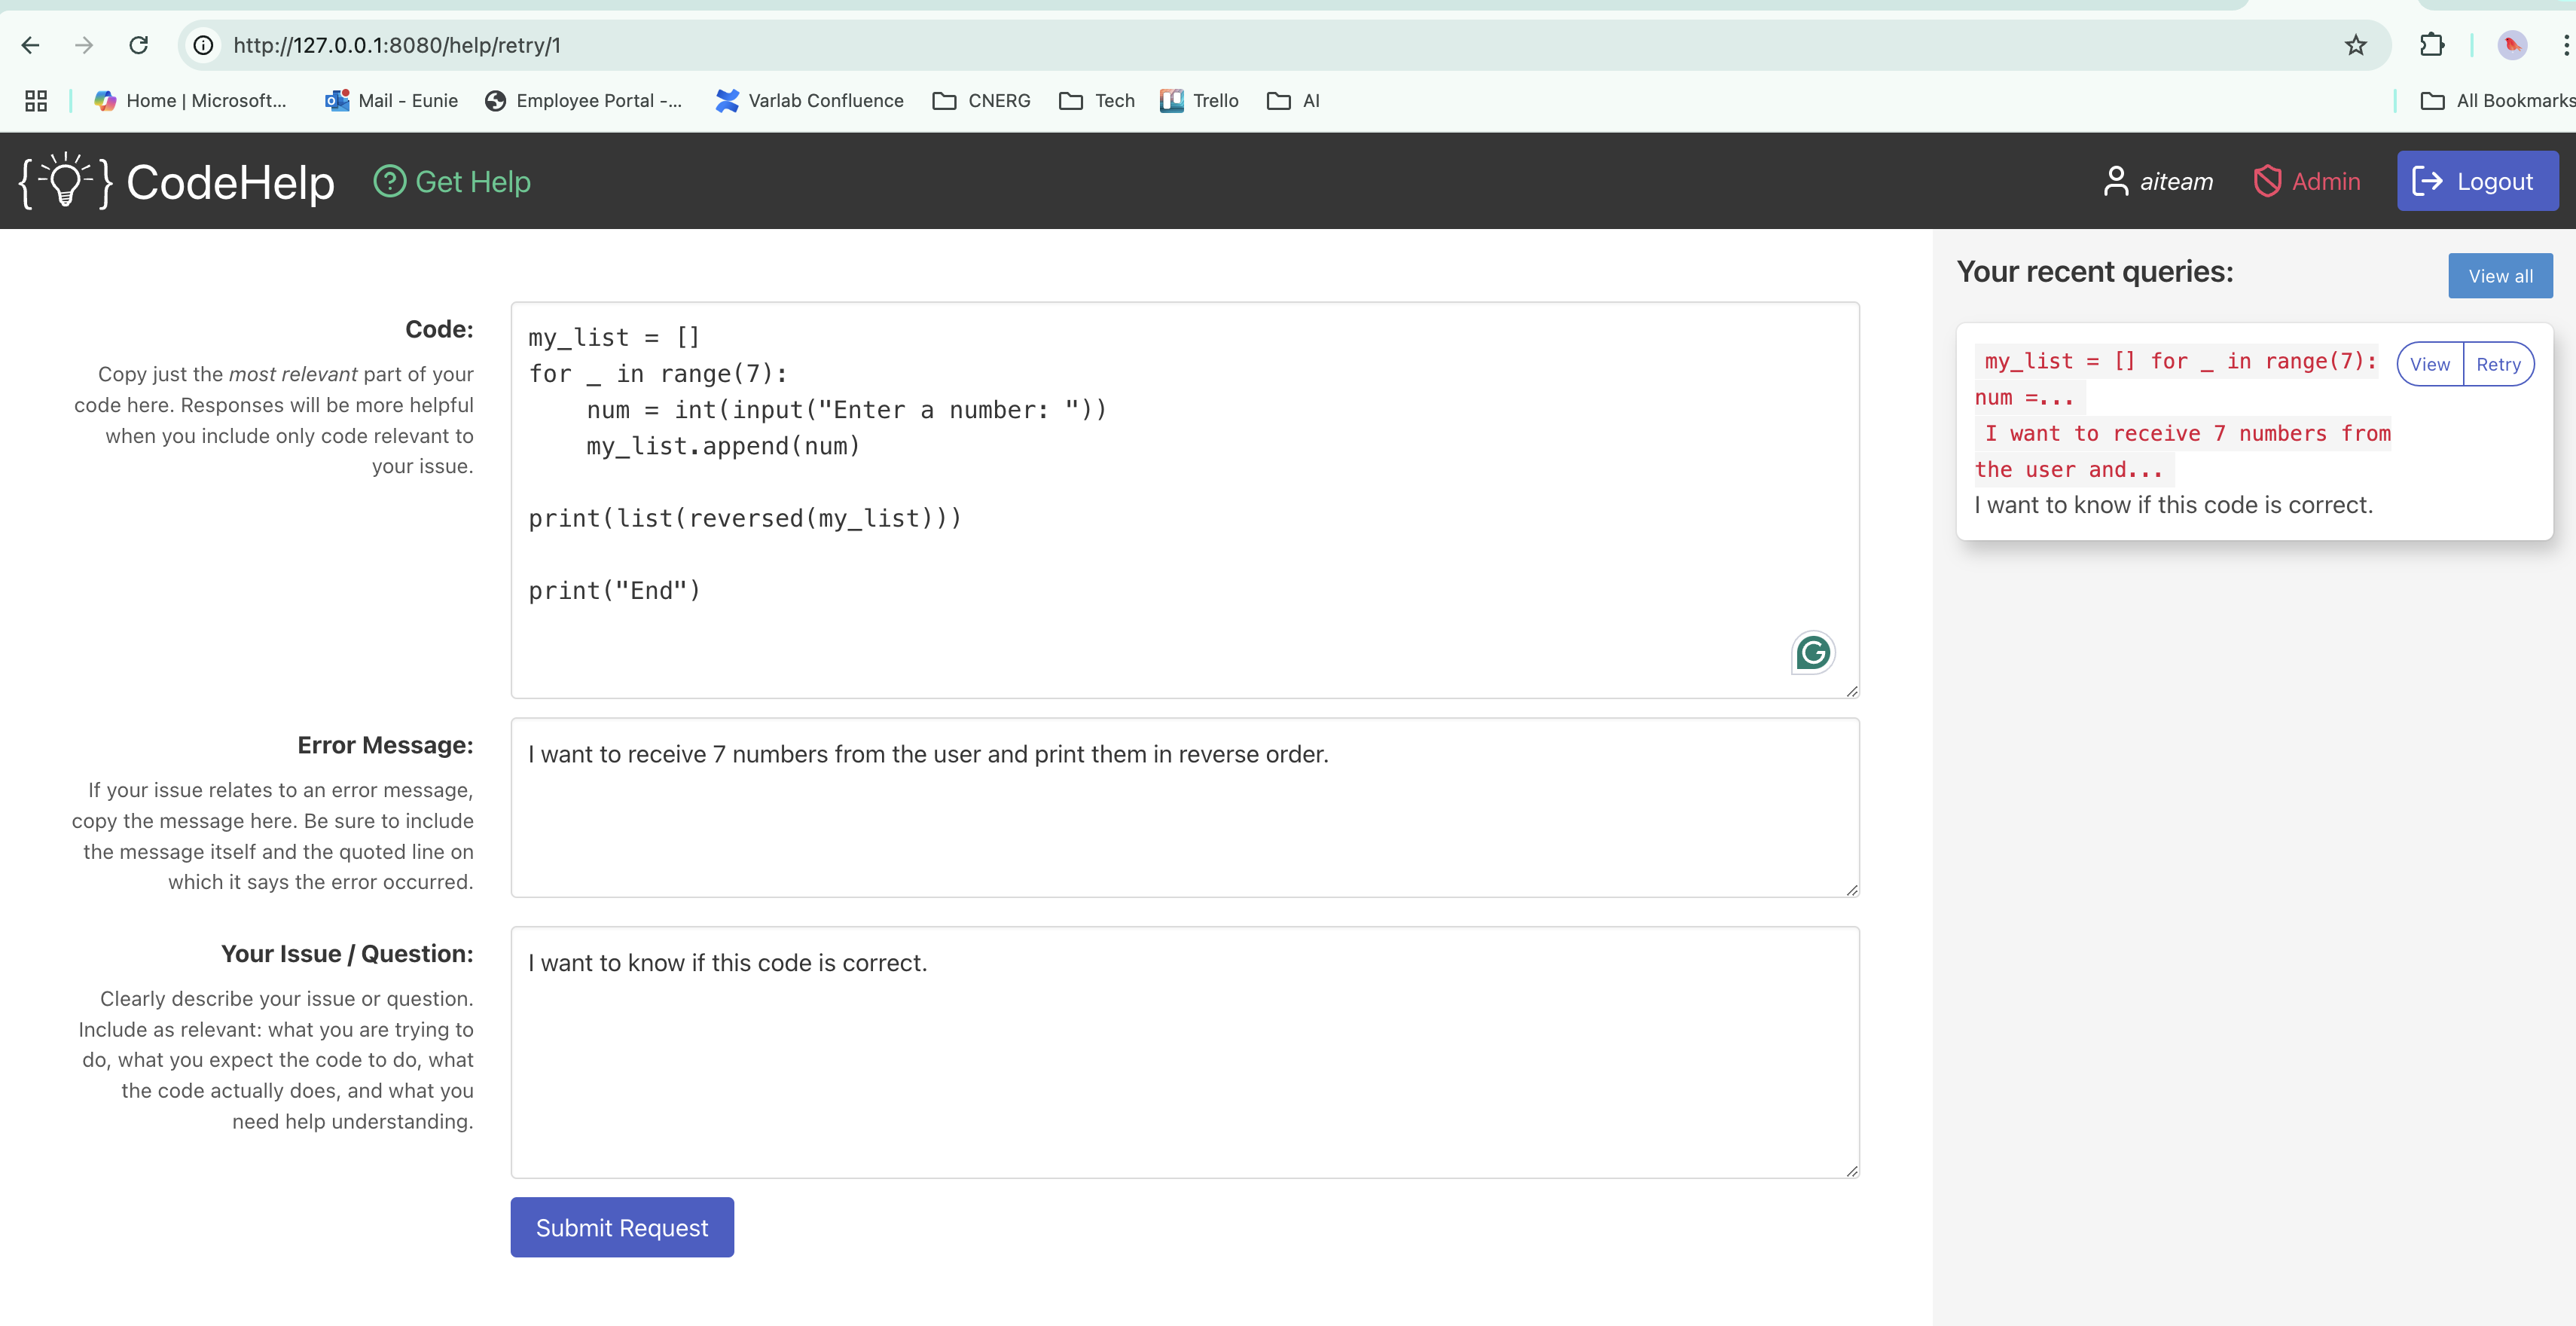 http://127.0.0.1:8080/help/retry/1
Home | Microsoft...
Mail - Eunie
Employee Portal -...
Varlab Confluence
CNERG
Tech
Trello
AI
All Bookmarks
{ } CodeHelp
Get Help
aiteam
Admin
Logout
Code:
Copy just the most relevant part of your
code here. Responses will be more helpful
when you include only code relevant to
your issue.
my_list = []
for _ in range(7):
    num = int(input("Enter a number: "))
    my_list.append(num)
print(list(reversed(my_list)))
print("End")
Error Message:
If your issue relates to an error message,
copy the message here. Be sure to include
the message itself and the quoted line on
which it says the error occurred.
I want to receive 7 numbers from the user and print them in reverse order.
Your Issue / Question:
Clearly describe your issue or question.
Include as relevant: what you are trying to
do, what you expect the code to do, what
the code actually does, and what you
need help understanding.
I want to know if this code is correct.
Submit Request
Your recent queries:
View all
my_list = [] for _ in range(7):
num =...
I want to receive 7 numbers from
the user and...
I want to know if this code is correct.
View
Retry